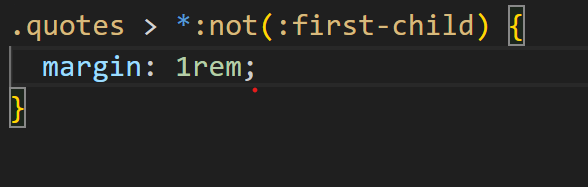 .quotes > *:not(:first-child) {
  margin: 1rem;
}